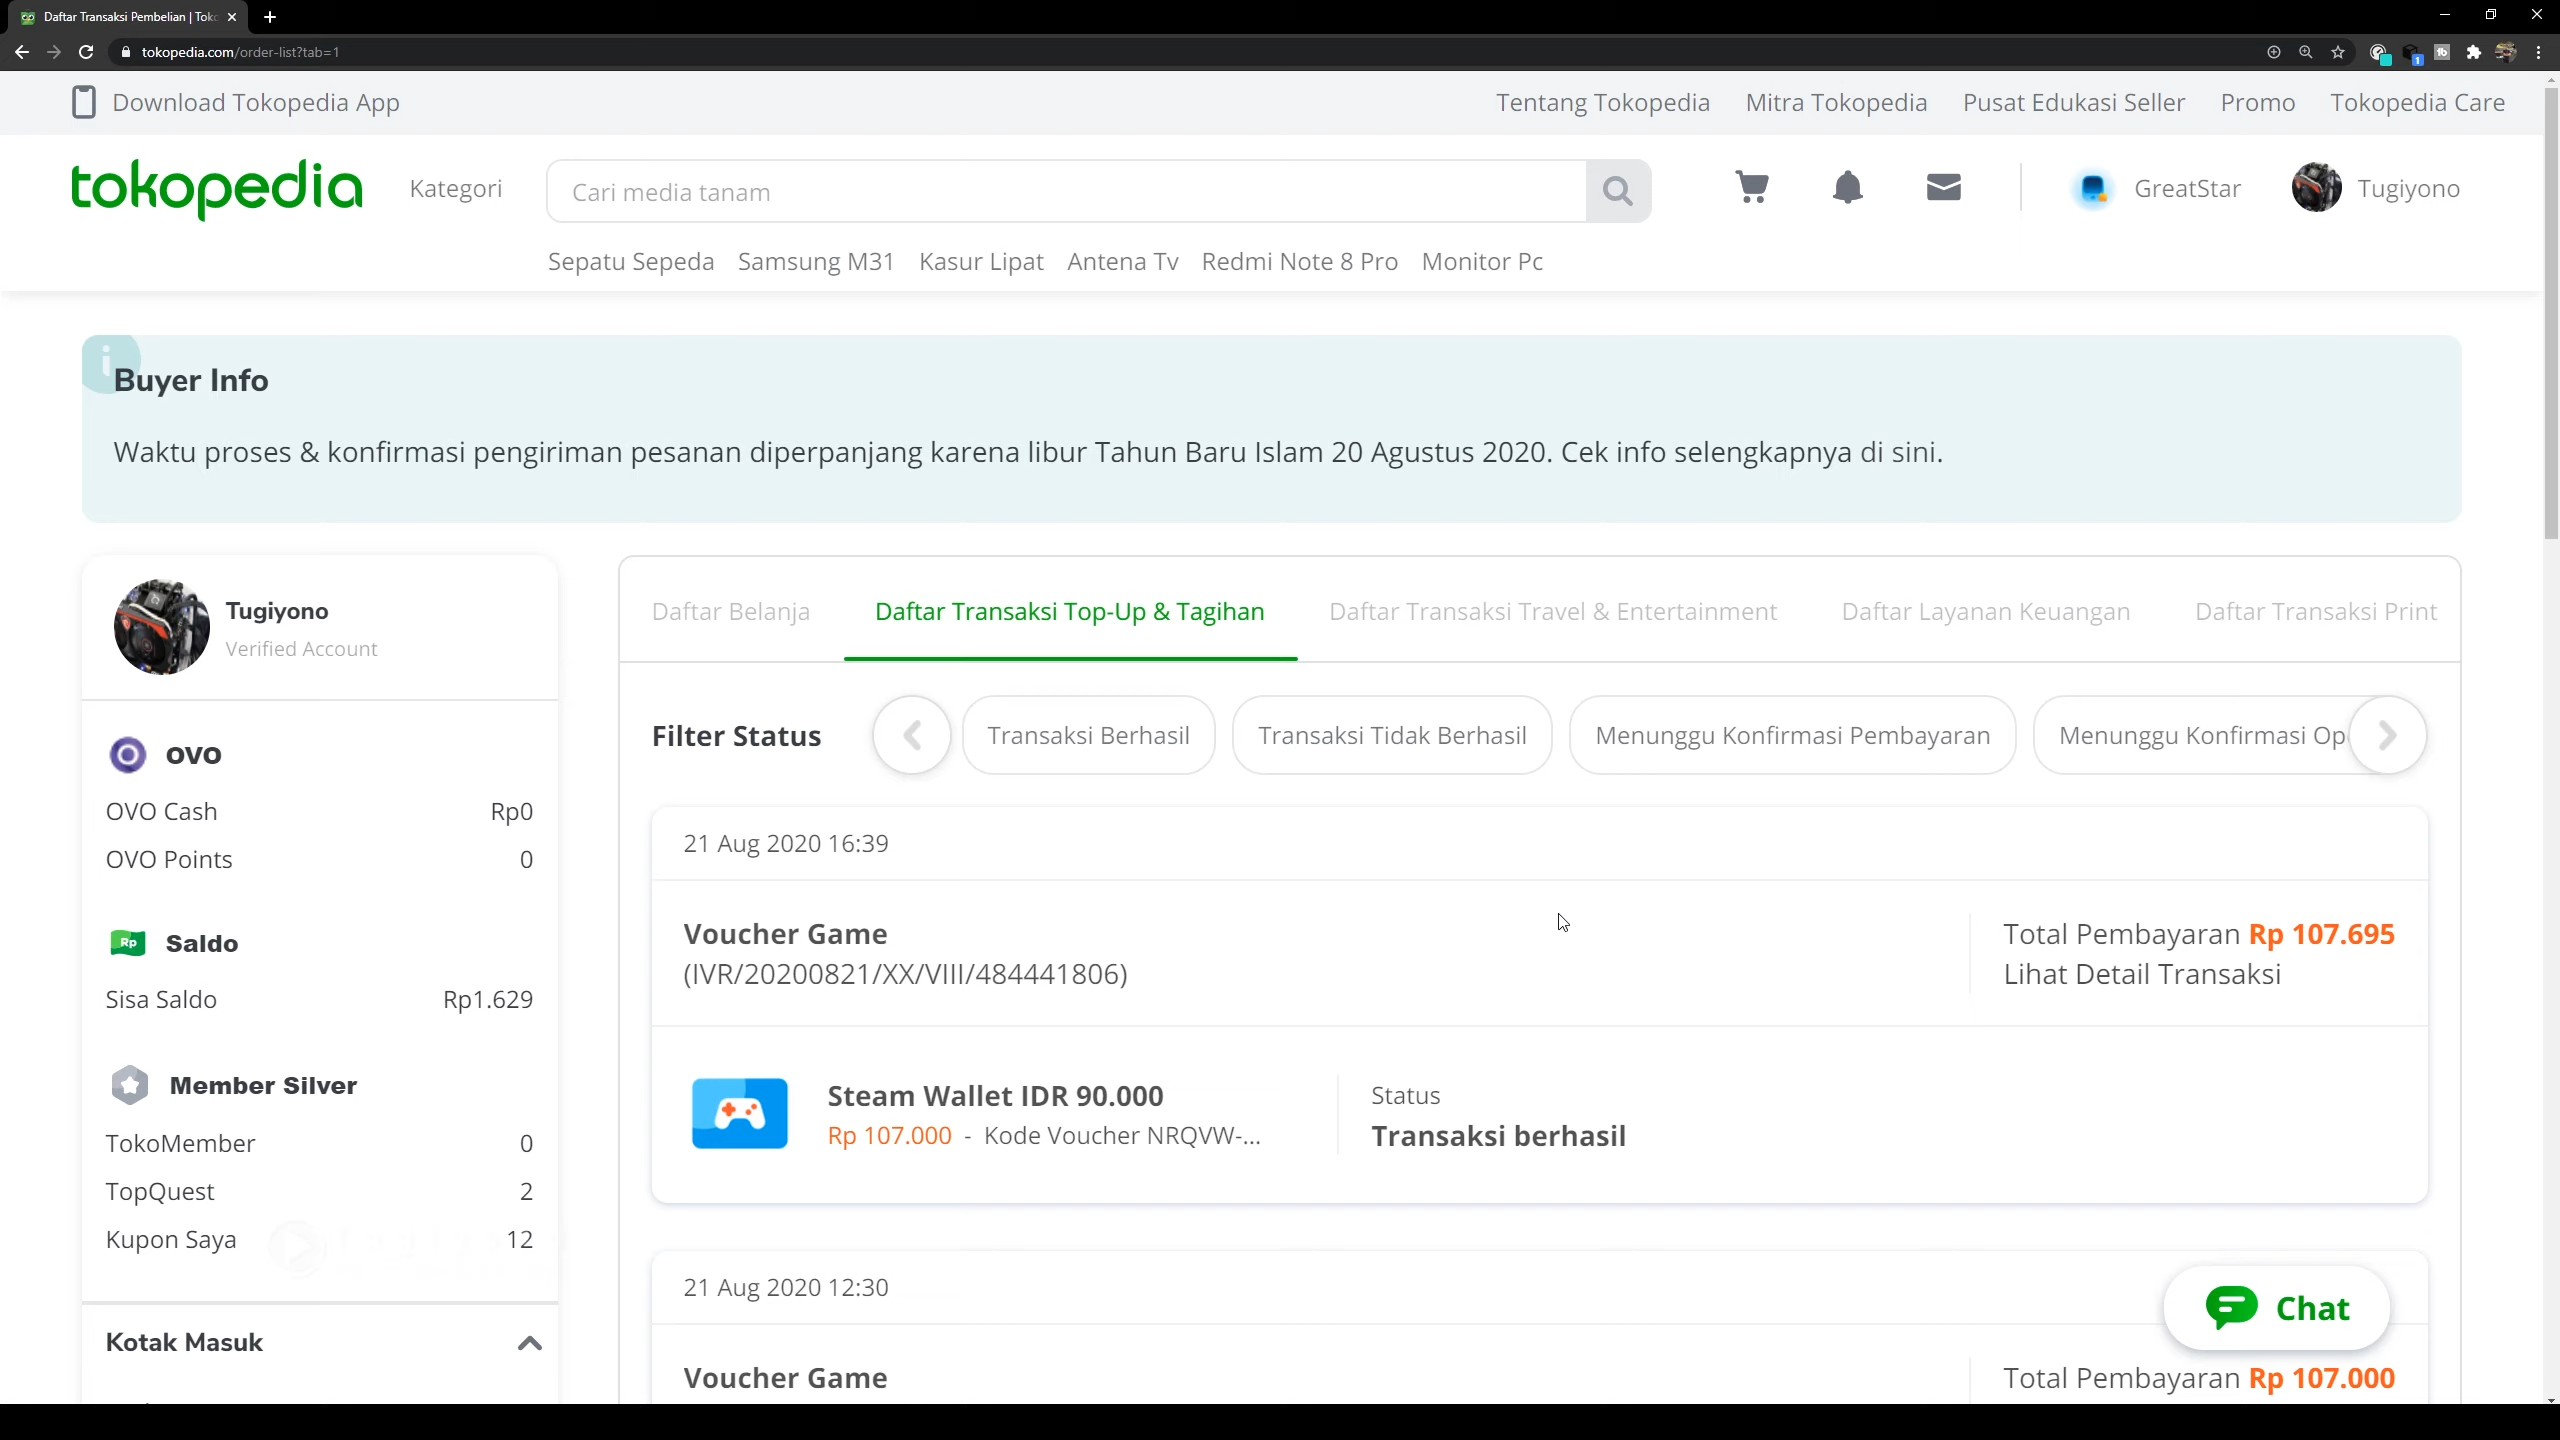 Daftar Transaksi Pembelian | Tok
tokopedia.com/order-list?tab=1
Download Tokopedia App
Tentang Tokopedia Mitra Tokopedia Pusat Edukasi Seller Promo Tokopedia Care
tokopedia Kategori Cari media tanam GreatStar Tugiyono
Sepatu Sepeda Samsung M31 Kasur Lipat Antena Tv Redmi Note 8 Pro Monitor Pc
Buyer Info
Waktu proses & konfirmasi pengiriman pesanan diperpanjang karena libur Tahun Baru Islam 20 Agustus 2020. Cek info selengkapnya di sini.
Tugiyono
Verified Account
OVO
OVO Cash Rp0
OVO Points 0
Rp Saldo
Sisa Saldo Rp1.629
Member Silver
TokoMember 0
TopQuest 2
Kupon Saya 12
Kotak Masuk
Daftar Belanja Daftar Transaksi Top-Up & Tagihan Daftar Transaksi Travel & Entertainment Daftar Layanan Keuangan Daftar Transaksi Print
Filter Status Transaksi Berhasil Transaksi Tidak Berhasil Menunggu Konfirmasi Pembayaran Menunggu Konfirmasi Op
21 Aug 2020 16:39
Voucher Game Total Pembayaran Rp 107.695
(IVR/20200821/XX/VIII/484441806) Lihat Detail Transaksi
Steam Wallet IDR 90.000 Status
Rp 107.000 - Kode Voucher NRQVW-... Transaksi berhasil
21 Aug 2020 12:30
Chat
Voucher Game Total Pembayaran Rp 107.000